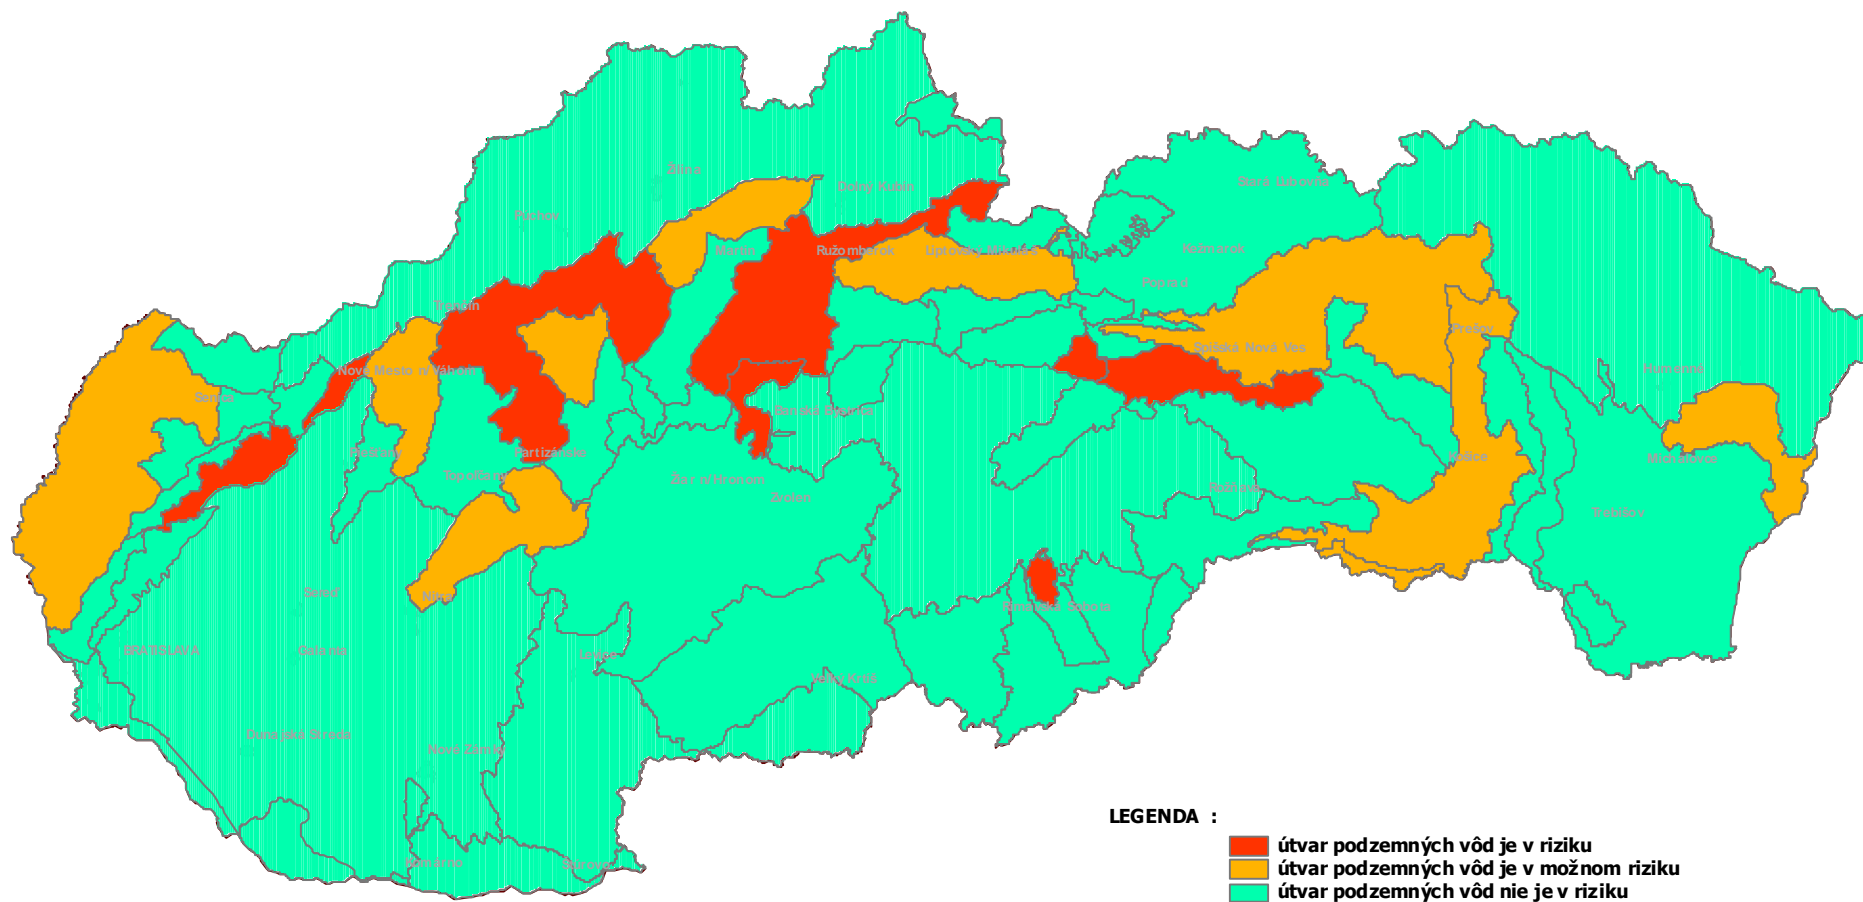 Žilina
Dolný Kubín
Stará Ľubovňa
Púchov
Martin
Ružomberok
Liptovský Mikuláš
Kežmarok
Poprad
Trenčín
Prešov
Spišská Nová Ves
Nové Mesto n/Váhom
Humenné
Senica
Banská Bystrica
Piešťany
Partizánske
Topoľčany
Košice
Michalovce
Žiar n/Hronom
Zvolen
Rožňava
Trebišov
Sereď
Nitra
Rimavská Sobota
BRATISLAVA
Galanta
Levice
Veľký Krtíš
Dunajská Streda
Nové Zámky
Komárno
Štúrovo
LEGENDA :
útvar podzemných vôd je v riziku
útvar podzemných vôd je v možnom riziku
útvar podzemných vôd nie je v riziku